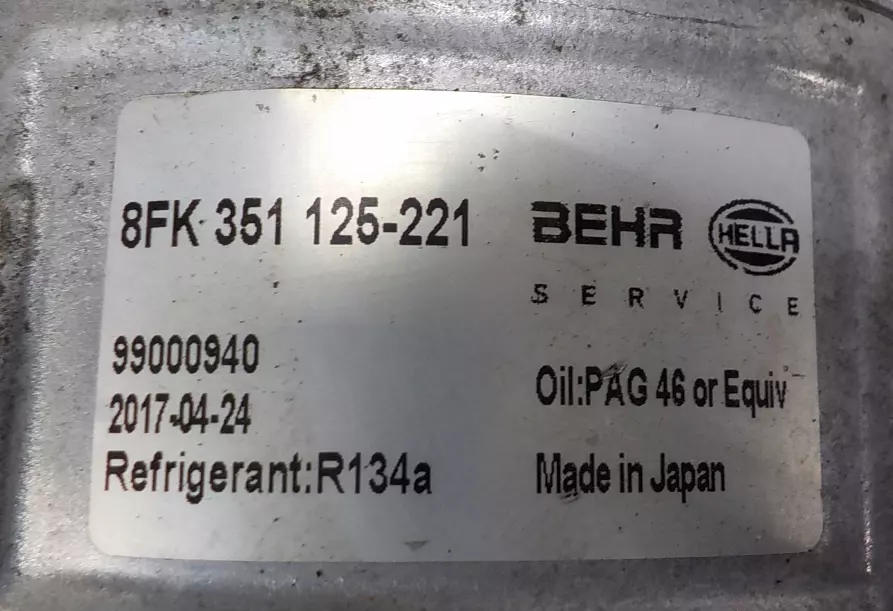 8FK 351 125-221 BEHR HELLA
SERVICE
99000940
2017-04-24
Oil:PAG 46 or Equiv
Refrigerant:R134a
Made in Japan